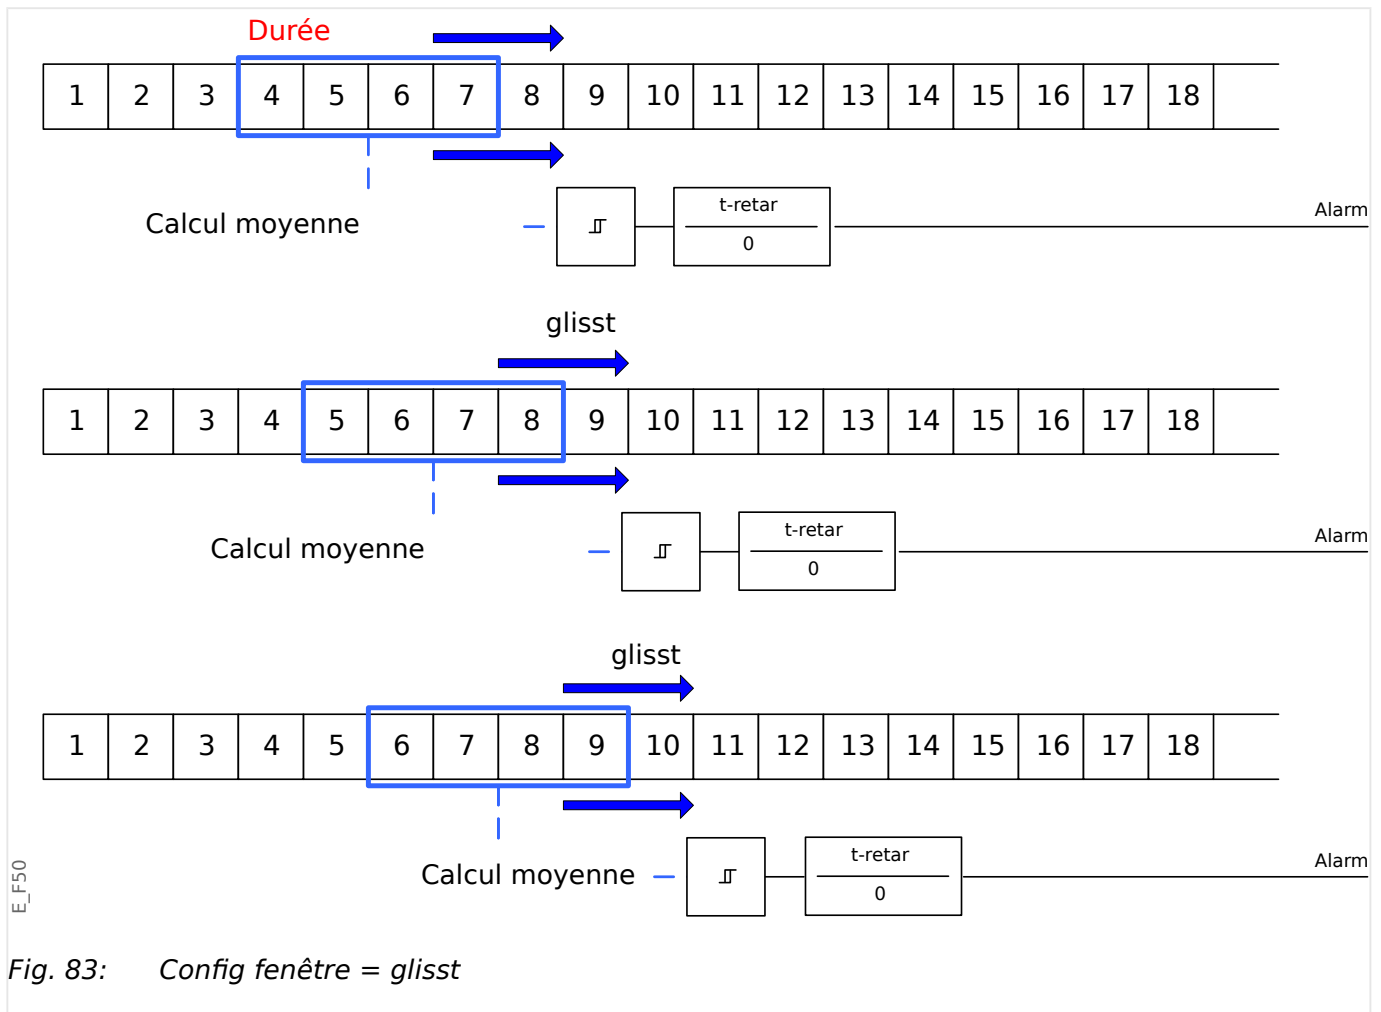 Durée
1 2 3 4 5 6 7 8 9 10 11 12 13 14 15 16 17 18
Calcul moyenne
t-retar
0
Alarm
glisst
1 2 3 4 5 6 7 8 9 10 11 12 13 14 15 16 17 18
Calcul moyenne
t-retar
0
Alarm
glisst
1 2 3 4 5 6 7 8 9 10 11 12 13 14 15 16 17 18
Calcul moyenne
t-retar
0
Alarm
E_F50
Fig. 83: Config fenêtre = glisst